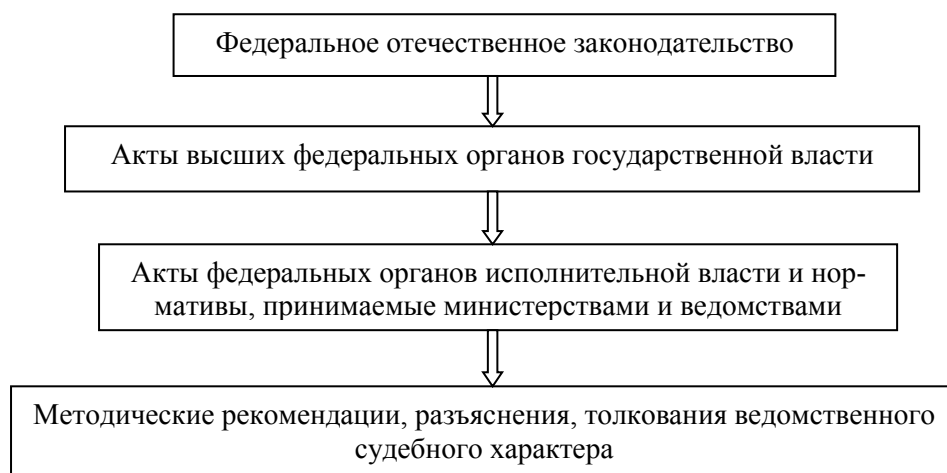 Федеральное отечественное законодательство
Акты высших федеральных органов государственной власти
Акты федеральных органов исполнительной власти и нор-
мативы, принимаемые министерствами и ведомствами
Методические рекомендации, разъяснения, толкования ведомственного
судебного характера